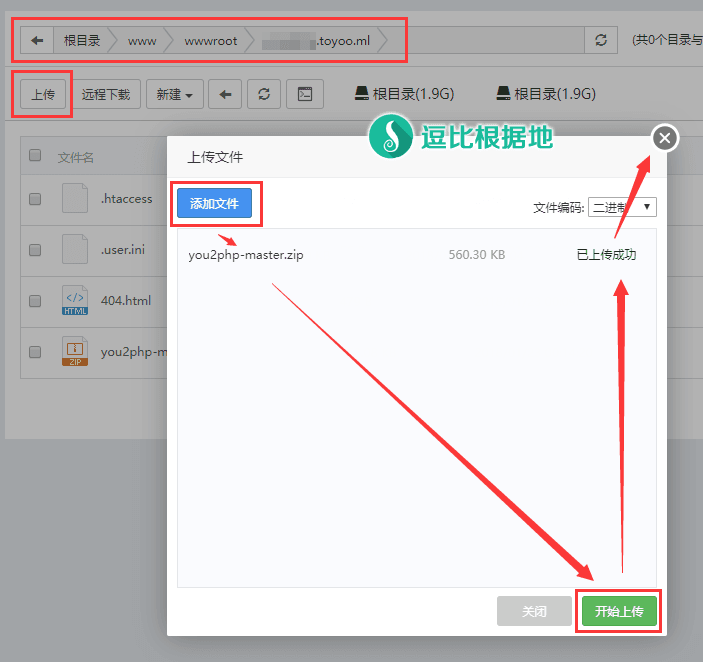 根目录 www wwwroot .toyoo.ml (共0个目录与
上传 远程下载 新建 根目录(1.9G) 根目录(1.9G)
逗比根据地
文件名
上传文件
添加文件 文件编码: 二进制
.htaccess
.user.ini
404.html
you2php-m
HTML
ZIP
you2php-master.zip 560.30 KB 已上传成功
关闭 开始上传